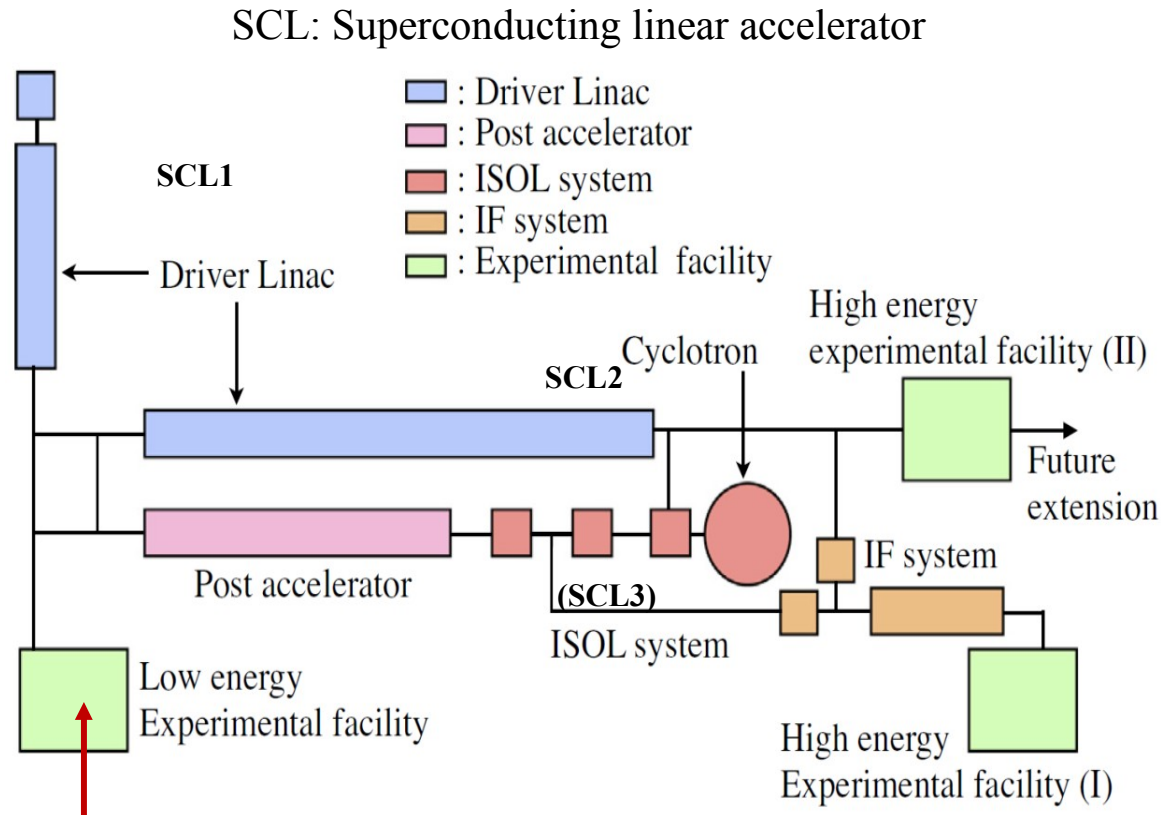 SCL: Superconducting linear accelerator
: Driver Linac
: Post accelerator
: ISOL system
: IF system
: Experimental facility
SCL1
Driver Linac
High energy
experimental facility (II)
Cyclotron
SCL2
Future
extension
IF system
Post accelerator
(SCL3)
ISOL system
Low energy
Experimental facility
High energy
Experimental facility (I)